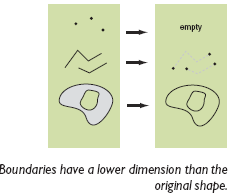 empty
Boundaries have a lower dimension than the
original shape.